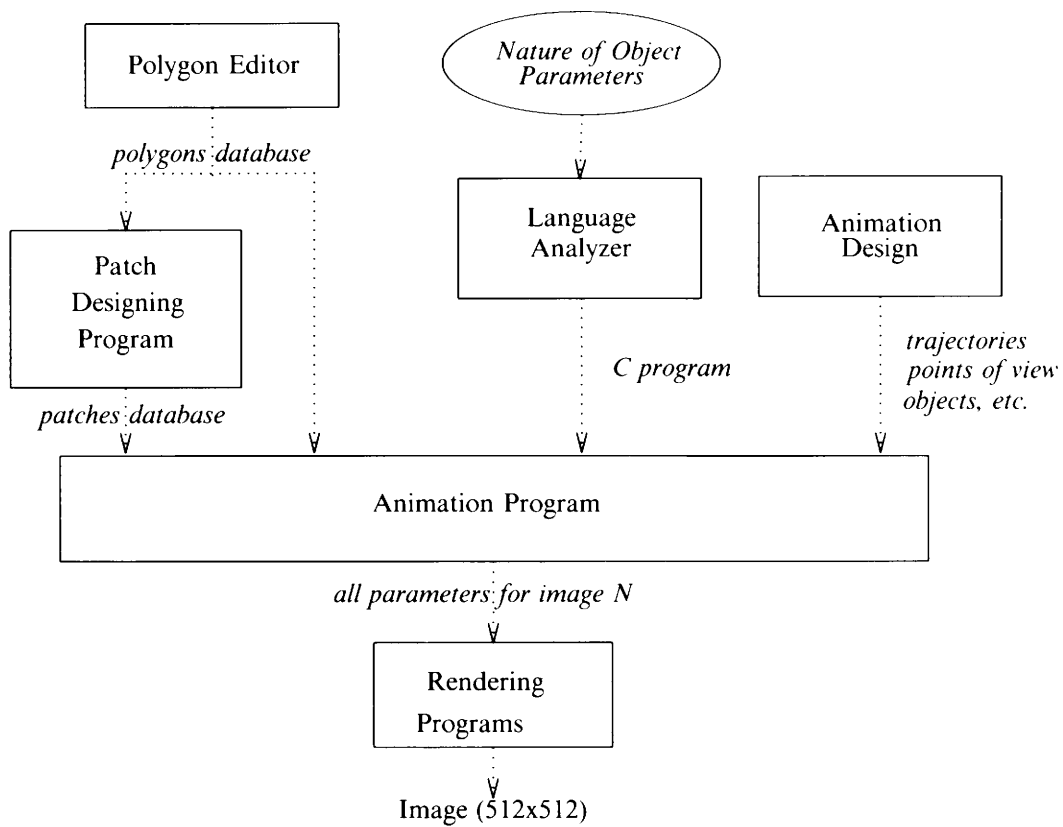 Polygon Editor
Nature of Object
Parameters
polygons database
Language
Analyzer
Animation
Design
Patch
Designing
Program
C program
trajectories
points of view
objects, etc.
patches database
Animation Program
all parameters for image N
Rendering
Programs
Image (512x512)